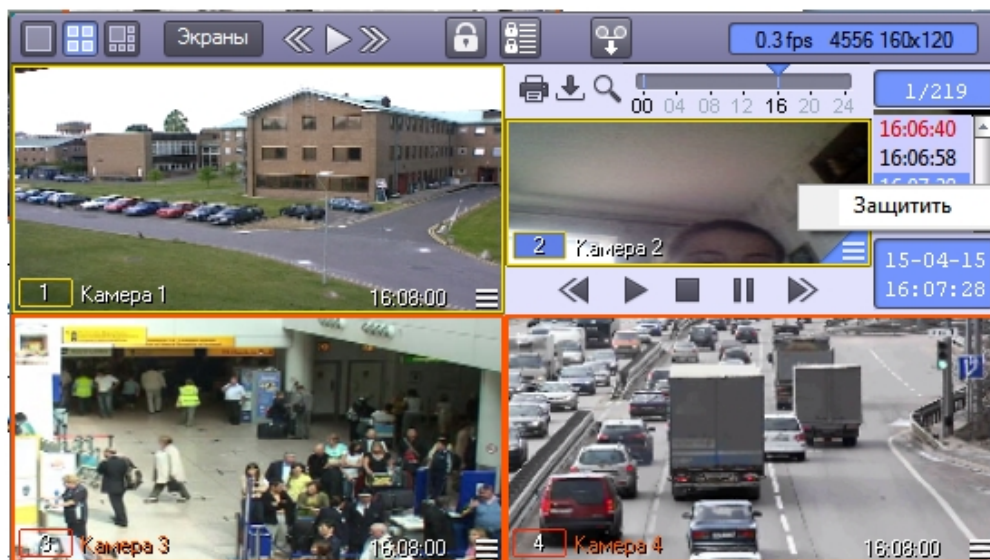 Экраны
0.3 fps 4556 160x120
00 04 08 12 16 20 24
1/219
16:06:40
16:06:58
Защитить
2 Камера 2
15-04-15
16:07:28
1 Камера 1 16:08:00
3 Камера 3 16:08:00
4 Камера 4 16:08:00